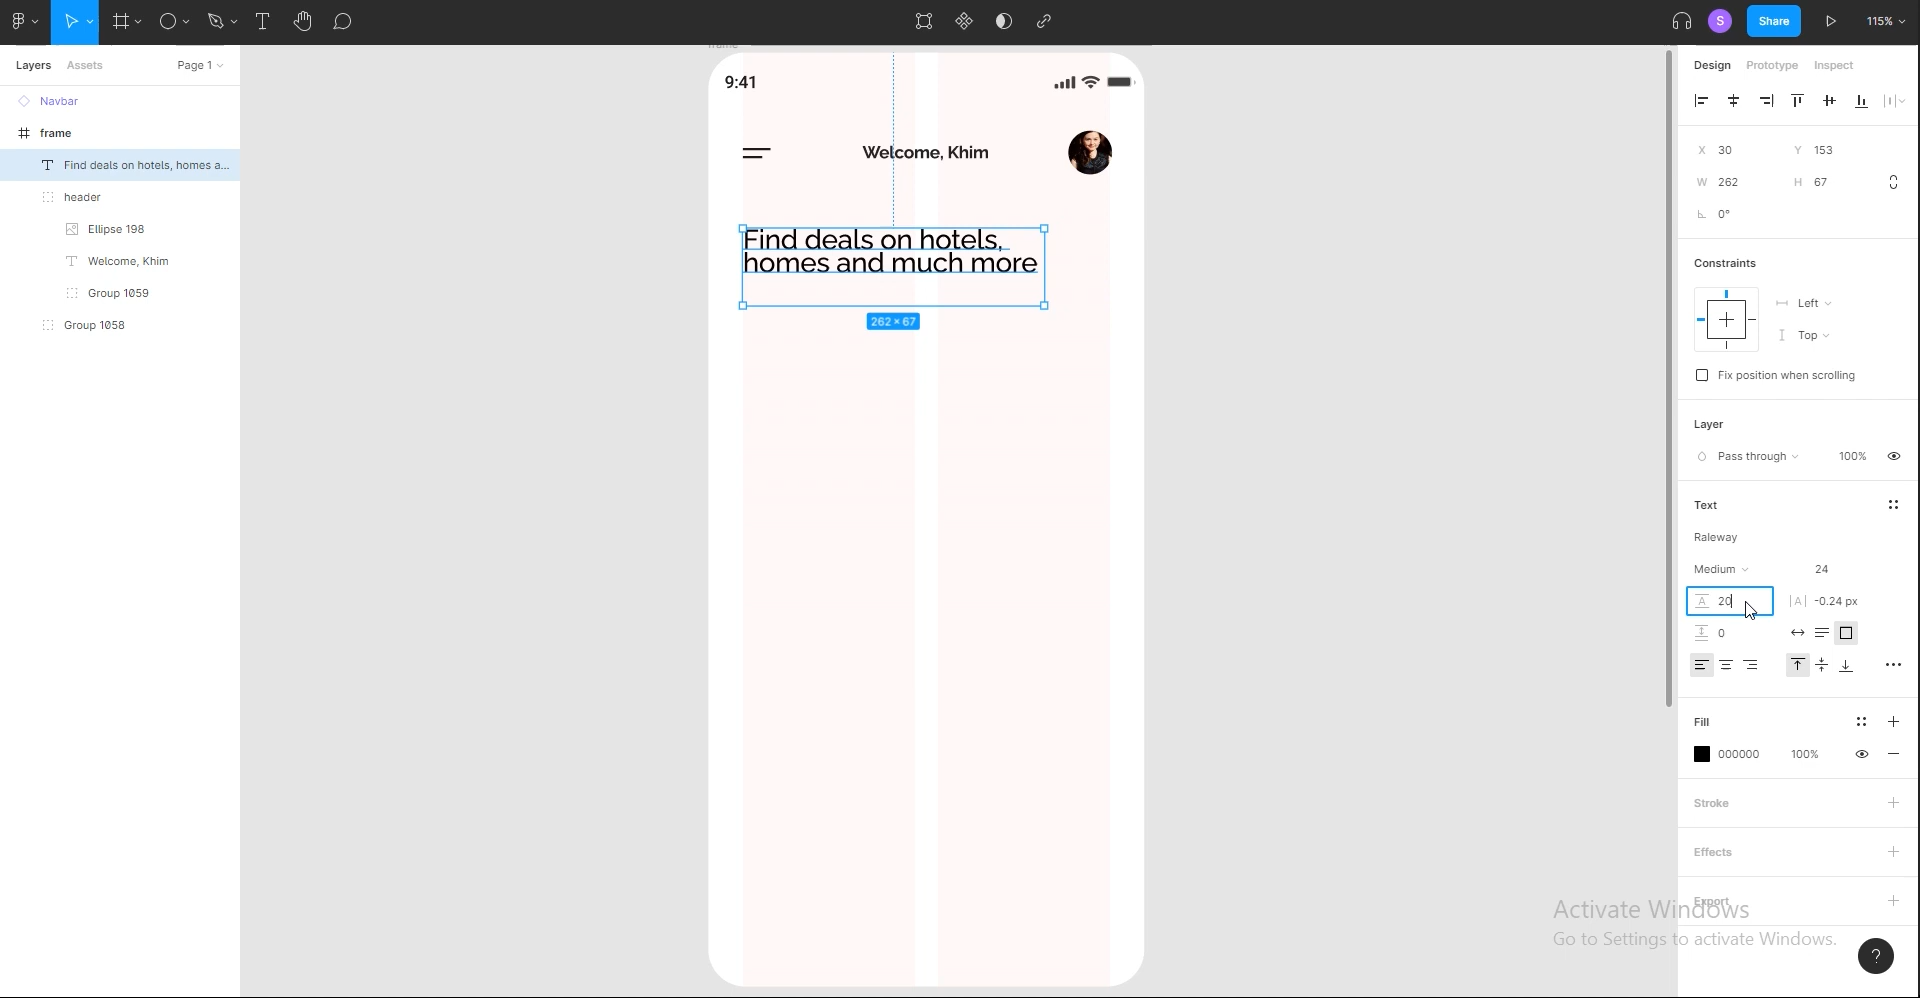 S
Share
115%
Layers
Assets
Page 1
Navbar
frame
Find deals on hotels, homes a...
header
Ellipse 198
Welcome, Khim
Group 1059
Group 1058
frame
9:41
Welcome, Khim
Find deals on hotels,
homes and much more
262 × 67
Design
Prototype
Inspect
X 30
Y 153
W 262
H 67
0°
Constraints
Left
Top
Fix position when scrolling
Layer
Pass through
100%
Text
Raleway
Medium
24
A 20
|A| -0.24 px
0
Fill
000000
100%
Stroke
Effects
Export
Activate Windows
Go to Settings to activate Windows.
?